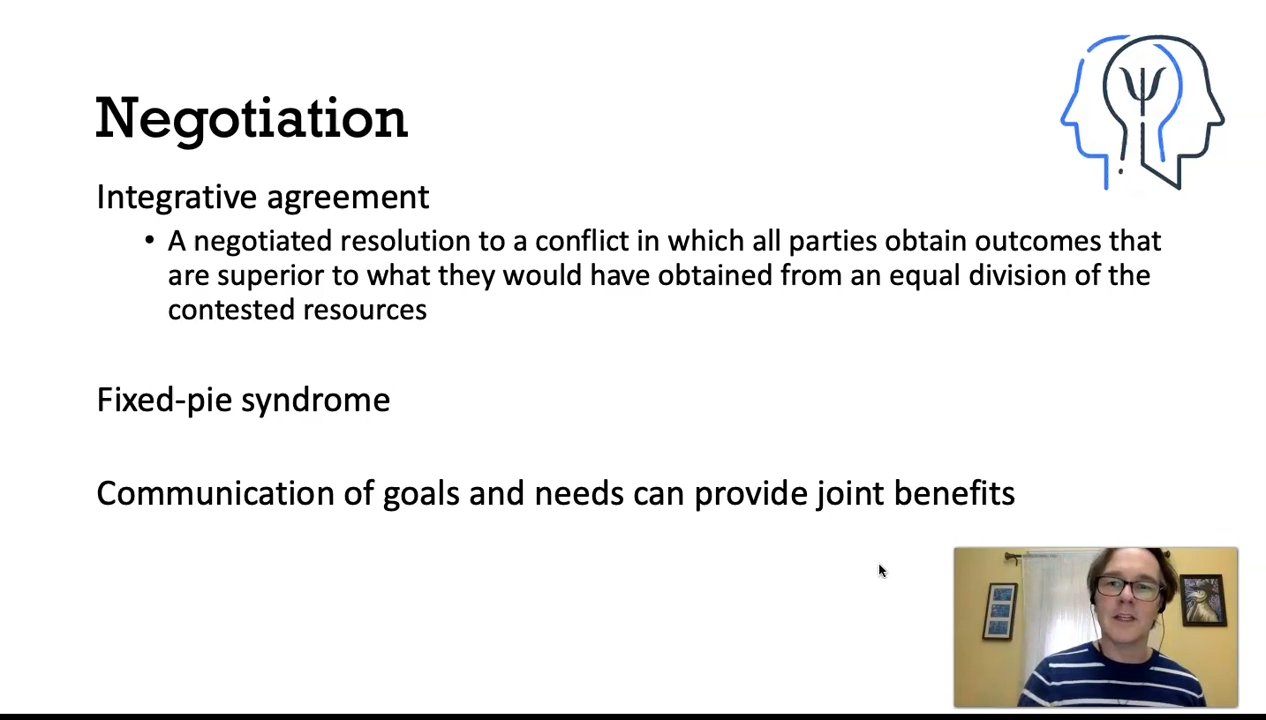 Negotiation
Integrative agreement
• A negotiated resolution to a conflict in which all parties obtain outcomes that
are superior to what they would have obtained from an equal division of the
contested resources
Fixed-pie syndrome
Communication of goals and needs can provide joint benefits